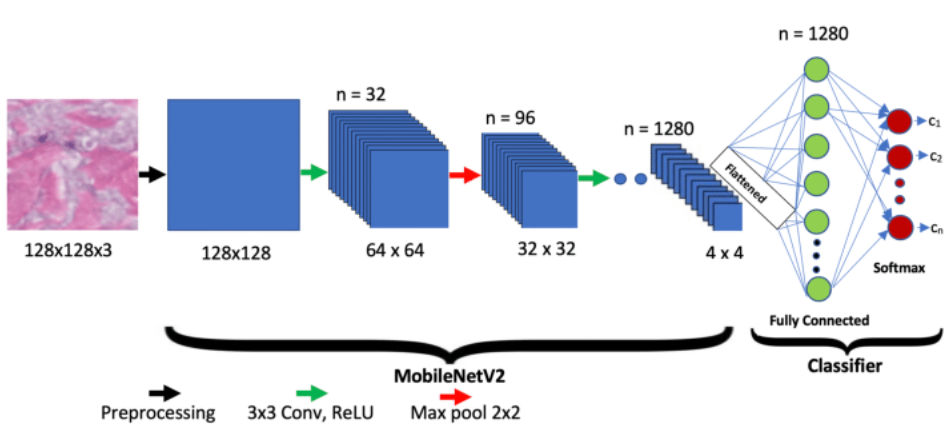 n = 1280
n = 32
n = 96
n = 1280
Flattened
c1
c2
cn
128x128x3
128x128
64 x 64
32 x 32
4 x 4
Softmax
Fully Connected
Classifier
MobileNetV2
Preprocessing
3x3 Conv, ReLU
Max pool 2x2